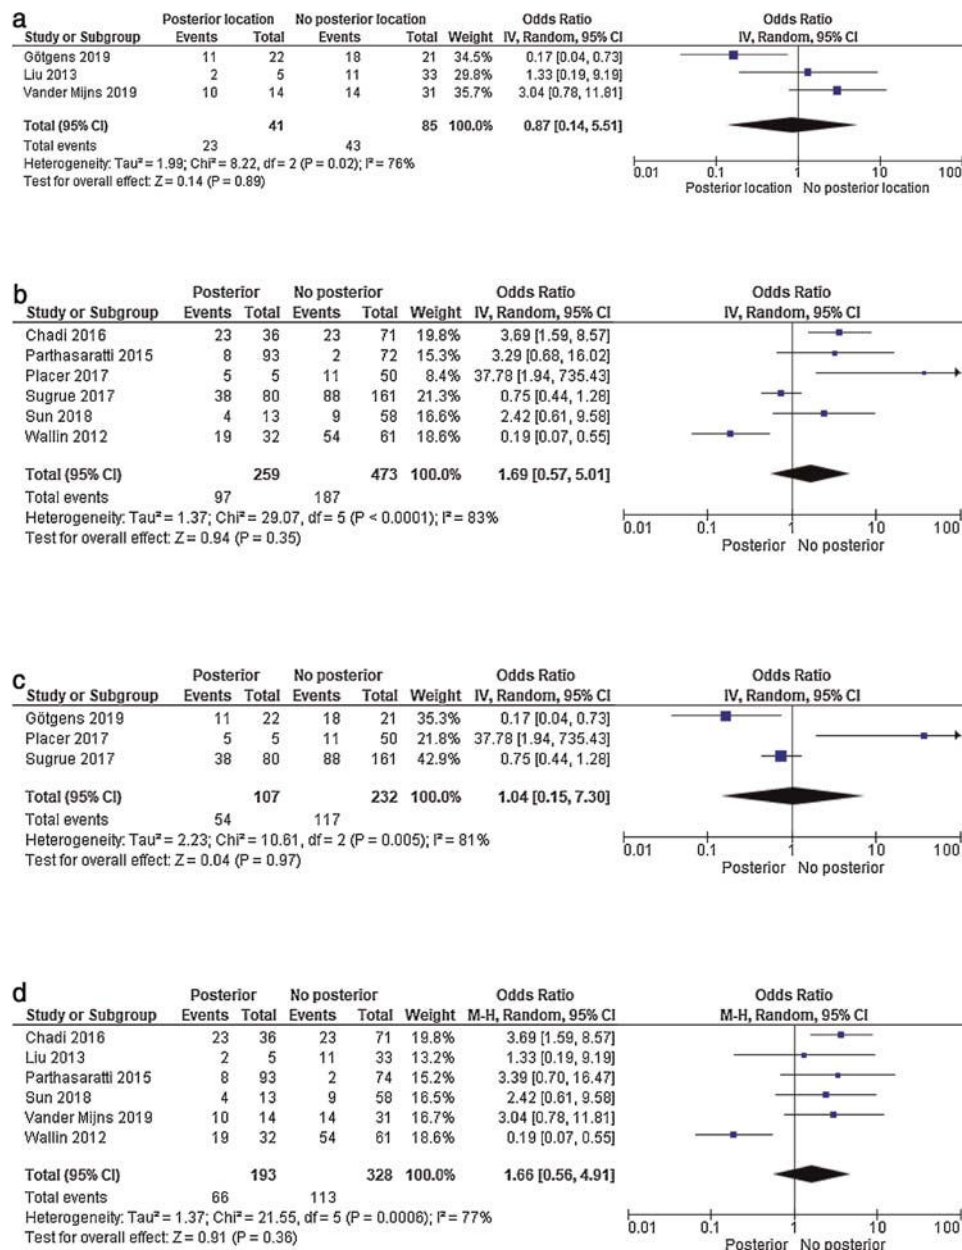 a
Posterior location No posterior location Odds Ratio Odds Ratio
Study or Subgroup Events Total Events Total Weight IV, Random, 95% CI IV, Random, 95% CI
Götgens 2019 11 22 18 21 34.5% 0.17 [0.04, 0.73]
Liu 2013 2 5 11 33 29.8% 1.33 [0.19, 9.19]
Vander Mijns 2019 10 14 14 31 35.7% 3.04 [0.78, 11.81]
Total (95% CI) 41 85 100.0% 0.87 [0.14, 5.51]
Total events 23 43
Heterogeneity: Tau² = 1.99; Chi² = 8.22, df = 2 (P = 0.02); I² = 76%
Test for overall effect: Z = 0.14 (P = 0.89)
0.01 0.1 1 10 100
Posterior location No posterior location
b
Posterior No posterior Odds Ratio Odds Ratio
Study or Subgroup Events Total Events Total Weight IV, Random, 95% CI IV, Random, 95% CI
Chadi 2016 23 36 23 71 19.8% 3.69 [1.59, 8.57]
Parthasaratti 2015 8 93 2 72 15.3% 3.29 [0.68, 16.02]
Placer 2017 5 5 11 50 8.4% 37.78 [1.94, 735.43]
Sugrue 2017 38 80 88 161 21.3% 0.75 [0.44, 1.28]
Sun 2018 4 13 9 58 16.6% 2.42 [0.61, 9.58]
Wallin 2012 19 32 54 61 18.6% 0.19 [0.07, 0.55]
Total (95% CI) 259 473 100.0% 1.69 [0.57, 5.01]
Total events 97 187
Heterogeneity: Tau² = 1.37; Chi² = 29.07, df = 5 (P < 0.0001); I² = 83%
Test for overall effect: Z = 0.94 (P = 0.35)
0.01 0.1 1 10 100
Posterior No posterior
c
Posterior No posterior Odds Ratio Odds Ratio
Study or Subgroup Events Total Events Total Weight IV, Random, 95% CI IV, Random, 95% CI
Götgens 2019 11 22 18 21 35.3% 0.17 [0.04, 0.73]
Placer 2017 5 5 11 50 21.8% 37.78 [1.94, 735.43]
Sugrue 2017 38 80 88 161 42.9% 0.75 [0.44, 1.28]
Total (95% CI) 107 232 100.0% 1.04 [0.15, 7.30]
Total events 54 117
Heterogeneity: Tau² = 2.23; Chi² = 10.61, df = 2 (P = 0.005); I² = 81%
Test for overall effect: Z = 0.04 (P = 0.97)
0.01 0.1 1 10 100
Posterior No posterior
d
Posterior No posterior Odds Ratio Odds Ratio
Study or Subgroup Events Total Events Total Weight M-H, Random, 95% CI M-H, Random, 95% CI
Chadi 2016 23 36 23 71 19.8% 3.69 [1.59, 8.57]
Liu 2013 2 5 11 33 13.2% 1.33 [0.19, 9.19]
Parthasaratti 2015 8 93 2 74 15.2% 3.39 [0.70, 16.47]
Sun 2018 4 13 9 58 16.5% 2.42 [0.61, 9.58]
Vander Mijns 2019 10 14 14 31 16.7% 3.04 [0.78, 11.81]
Wallin 2012 19 32 54 61 18.6% 0.19 [0.07, 0.55]
Total (95% CI) 193 328 100.0% 1.66 [0.56, 4.91]
Total events 66 113
Heterogeneity: Tau² = 1.37; Chi² = 21.55, df = 5 (P = 0.0006); I² = 77%
Test for overall effect: Z = 0.91 (P = 0.36)
0.01 0.1 1 10 100
Posterior No posterior